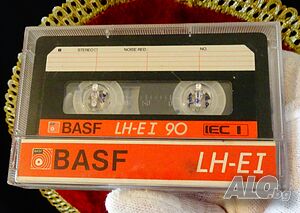 STEREO NOISE RED. NO.
BASF LH-EI 90 IEC I
BASF LH-EI
ALO.bg